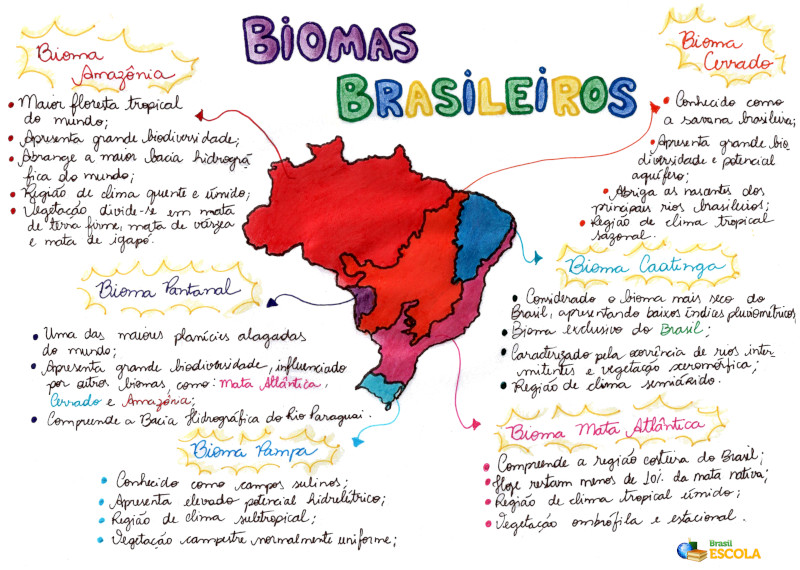 BIOMAS
BRASILEIROS
Bioma
Amazônia
Maior floresta tropical
do mundo;
Apresenta grande biodiversidade;
Abrange a maior bacia hidrográ
fica do mundo;
Região de clima quente e úmido;
Vegetação divide-se em mata
de terra firme, mata de várzea
e mata de igapó.
Bioma
Cerrado
Conhecido como
a savana brasileira;
Apresenta grande bio
diversidade e potencial
aquífero;
Abriga as nascentes dos
principais rios brasileiros;
Região de clima tropical
sazonal.
Bioma Pantanal
Uma das maiores planícies alagadas
do mundo;
Apresenta grande biodiversidade, influenciado
por outros biomas, como: Mata Atlântica,
Cerrado e Amazônia;
Compreende a Bacia Hidrográfica do Rio Paraguai.
Bioma Caatinga
Considerado o bioma mais seco do
Brasil, apresentando baixos índices pluviométricos;
Bioma exclusivo do Brasil;
Caracterizado pela ocorrência de rios inter
mitentes e vegetação xeromórfica;
Região de clima semiárido.
Bioma Pampa
Conhecido como campos sulinos;
Apresenta elevado potencial hidrelétrico;
Região de clima subtropical;
Vegetação campestre normalmente uniforme;
Bioma Mata Atlântica
Compreende a região costeira do Brasil;
Hoje restam menos de 10% da mata nativa;
Região de clima tropical úmido;
Vegetação ombrófila e estacional.
Brasil
ESCOLA